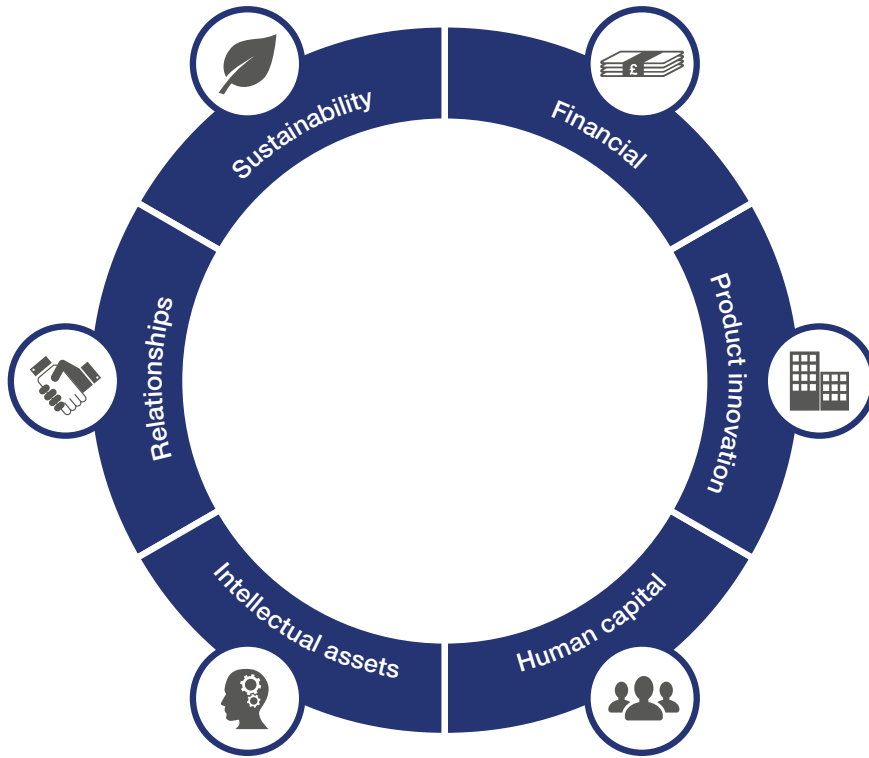 Sustainability
Financial
£
Relationships
Product innovation
Intellectual assets
Human capital